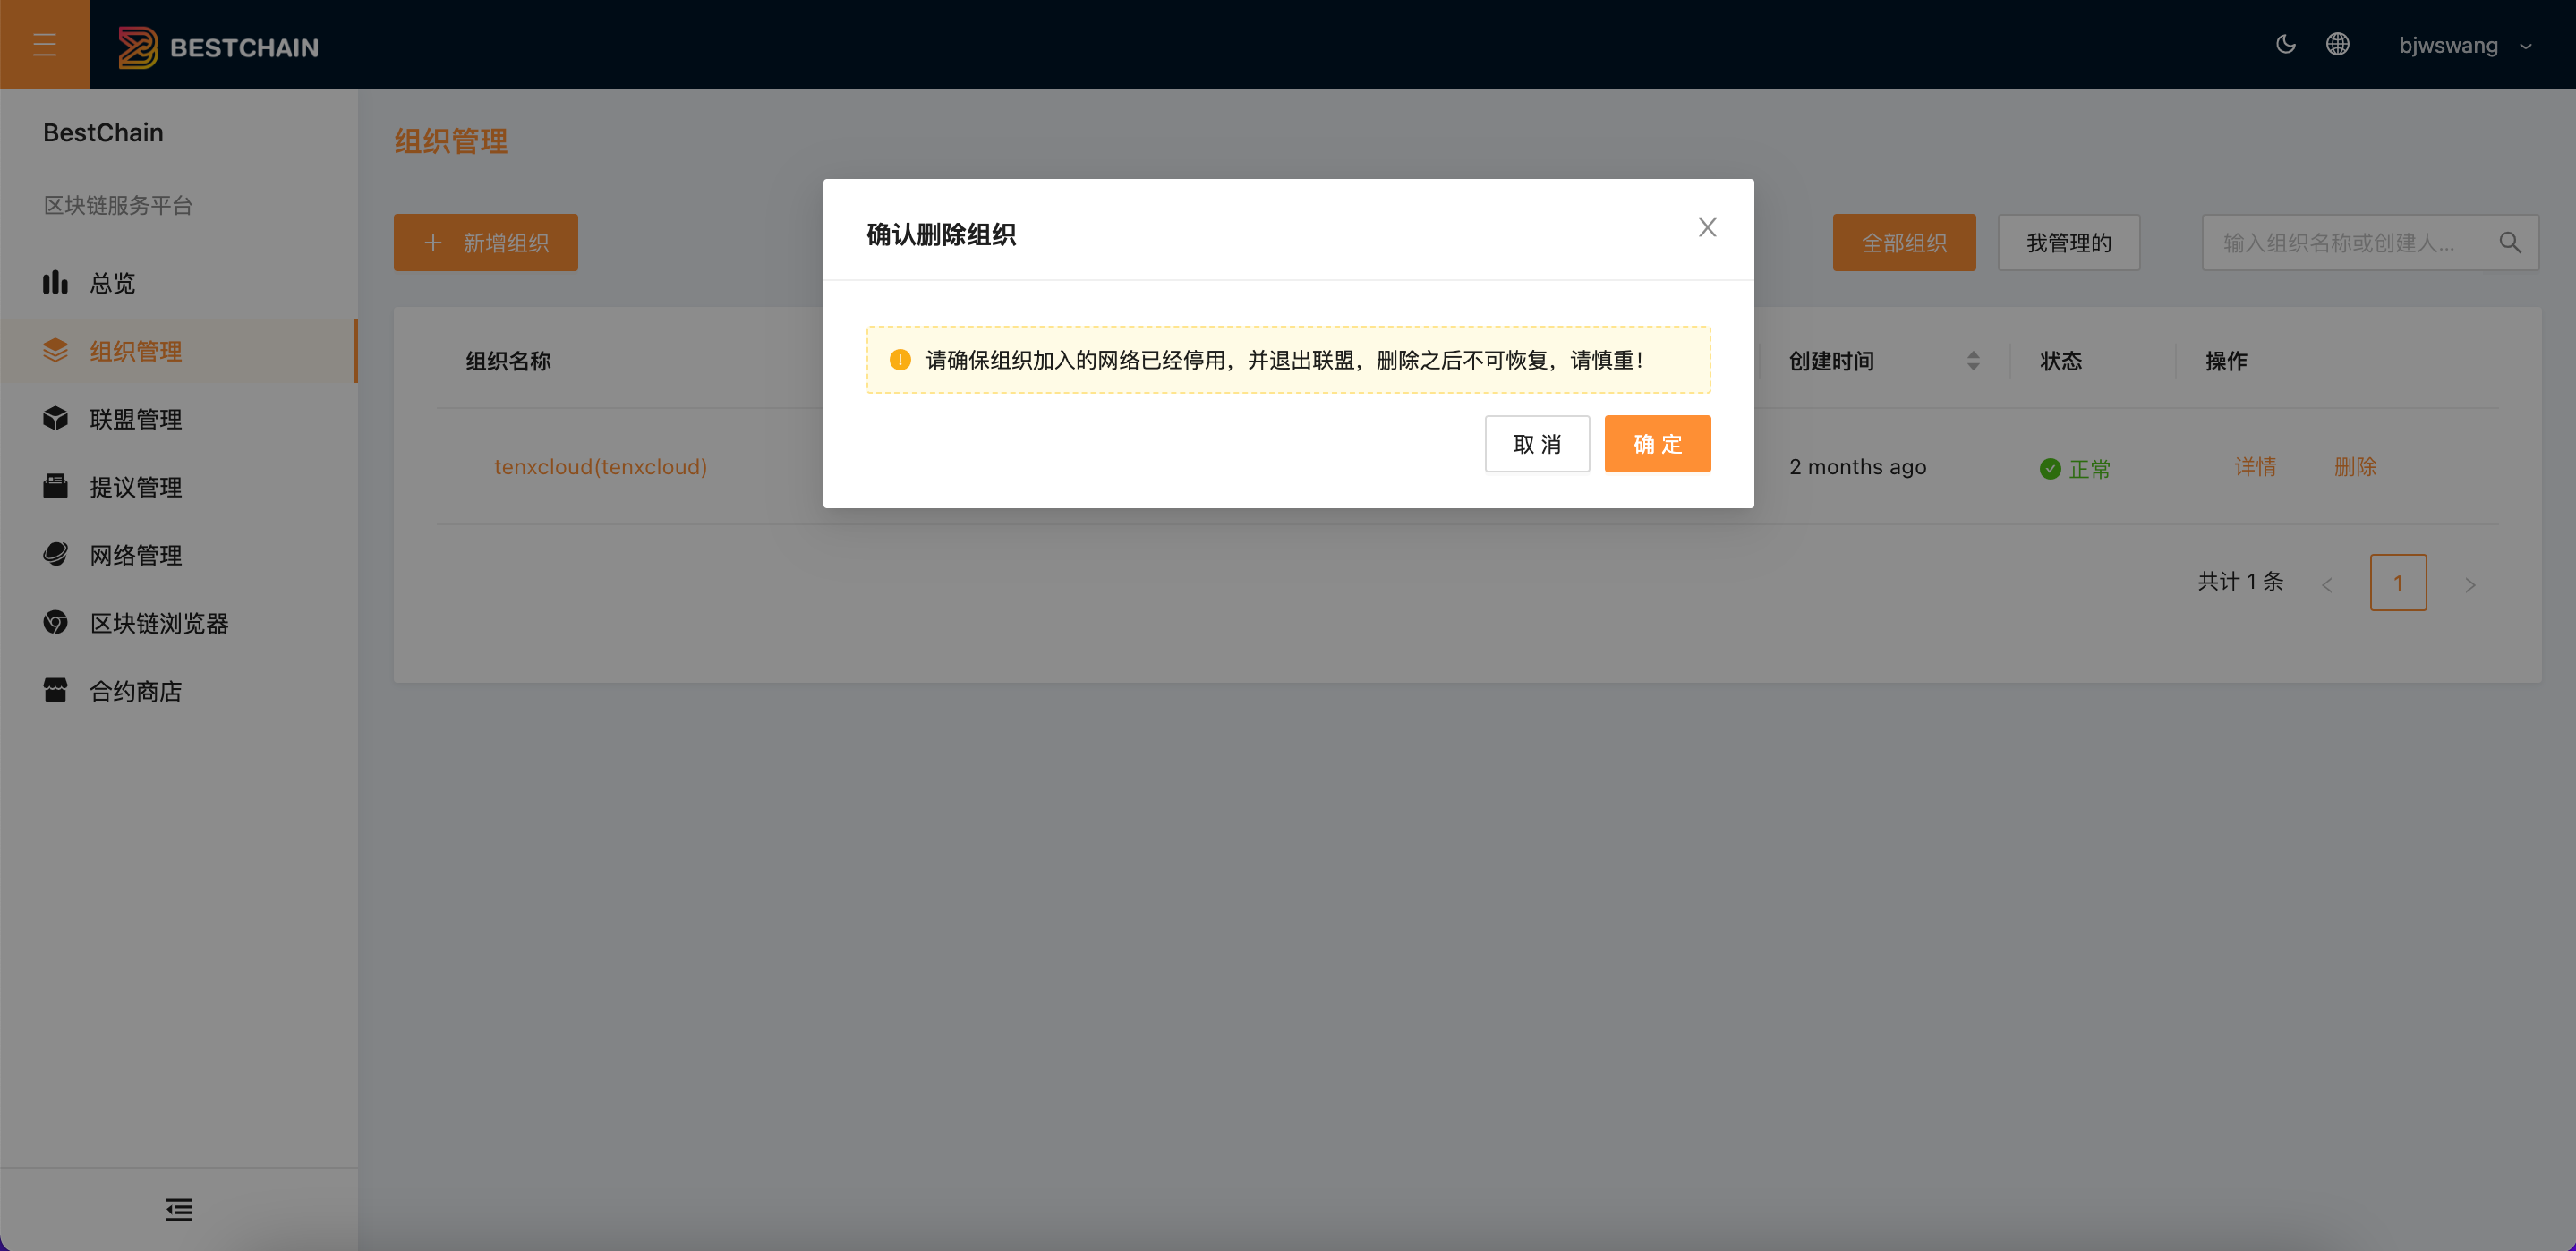 BESTCHAIN
bjwswang
BestChain
区块链服务平台
总览
组织管理
联盟管理
提议管理
网络管理
区块链浏览器
合约商店
组织管理
新增组织
全部组织
我管理的
输入组织名称或创建人...
组织名称
创建时间
状态
操作
tenxcloud(tenxcloud)
2 months ago
正常
详情
删除
共计 1 条
1
确认删除组织
请确保组织加入的网络已经停用，并退出联盟，删除之后不可恢复，请慎重！
取 消
确 定